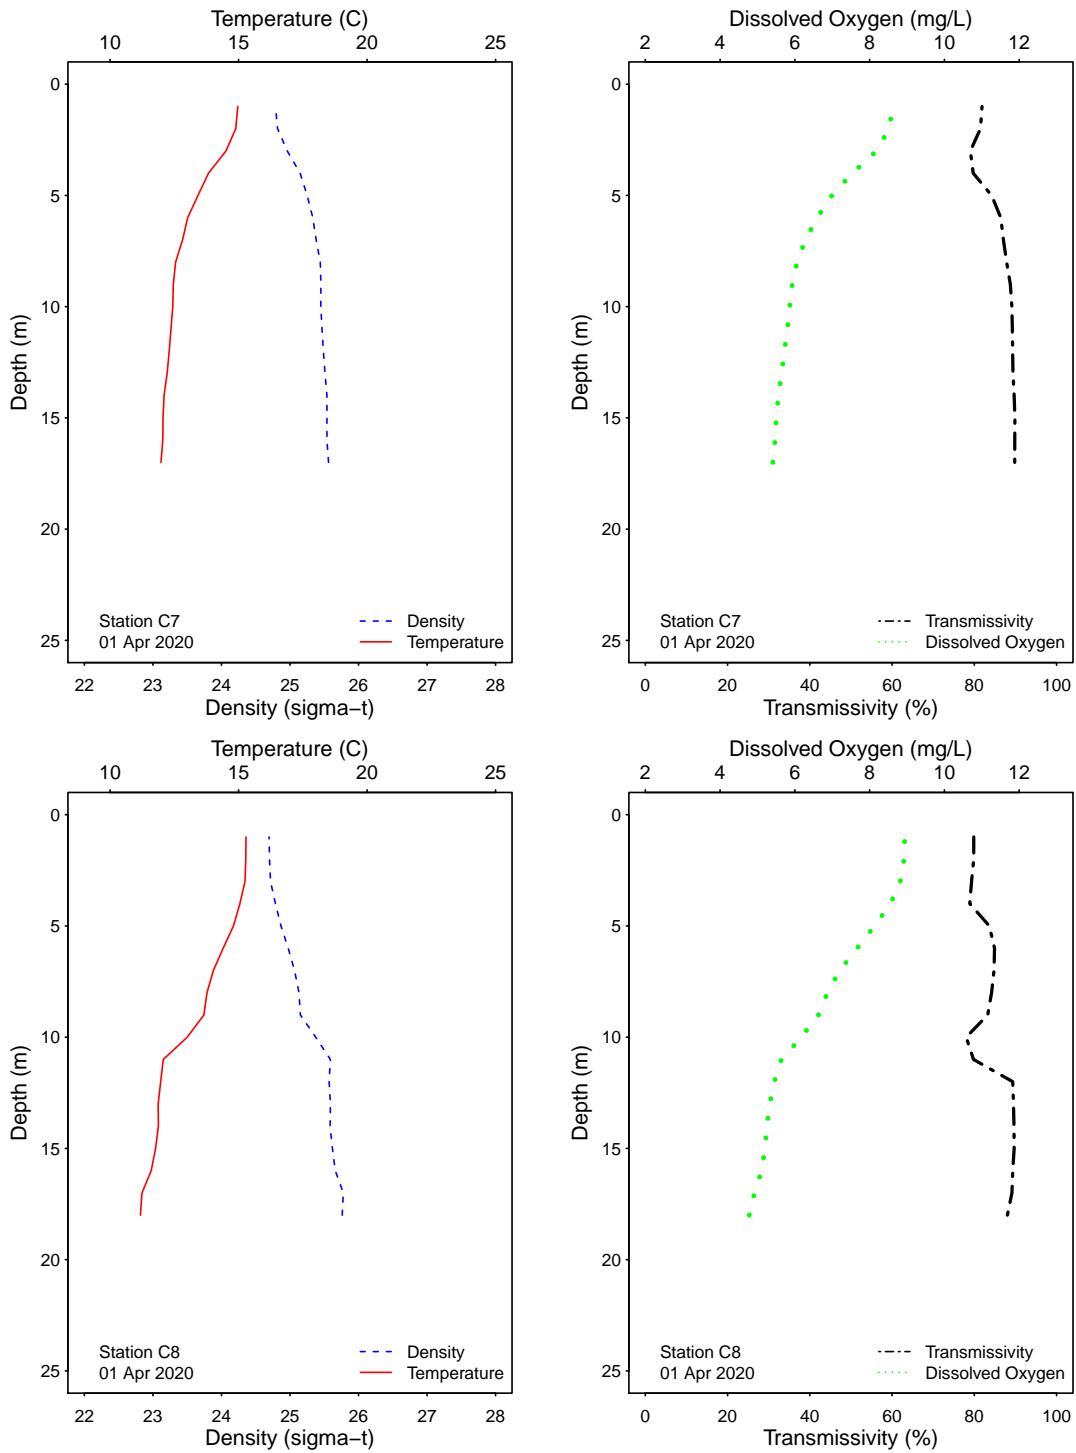 Temperature (C)
10 15 20 25
0
5
10
15
20
25
Depth (m)
Station C7
01 Apr 2020
Density
Temperature
22 23 24 25 26 27 28
Density (sigma−t)
Dissolved Oxygen (mg/L)
2 4 6 8 10 12
0
5
10
15
20
25
Depth (m)
Station C7
01 Apr 2020
Transmissivity
Dissolved Oxygen
0 20 40 60 80 100
Transmissivity (%)
Temperature (C)
10 15 20 25
0
5
10
15
20
25
Depth (m)
Station C8
01 Apr 2020
Density
Temperature
22 23 24 25 26 27 28
Density (sigma−t)
Dissolved Oxygen (mg/L)
2 4 6 8 10 12
0
5
10
15
20
25
Depth (m)
Station C8
01 Apr 2020
Transmissivity
Dissolved Oxygen
0 20 40 60 80 100
Transmissivity (%)